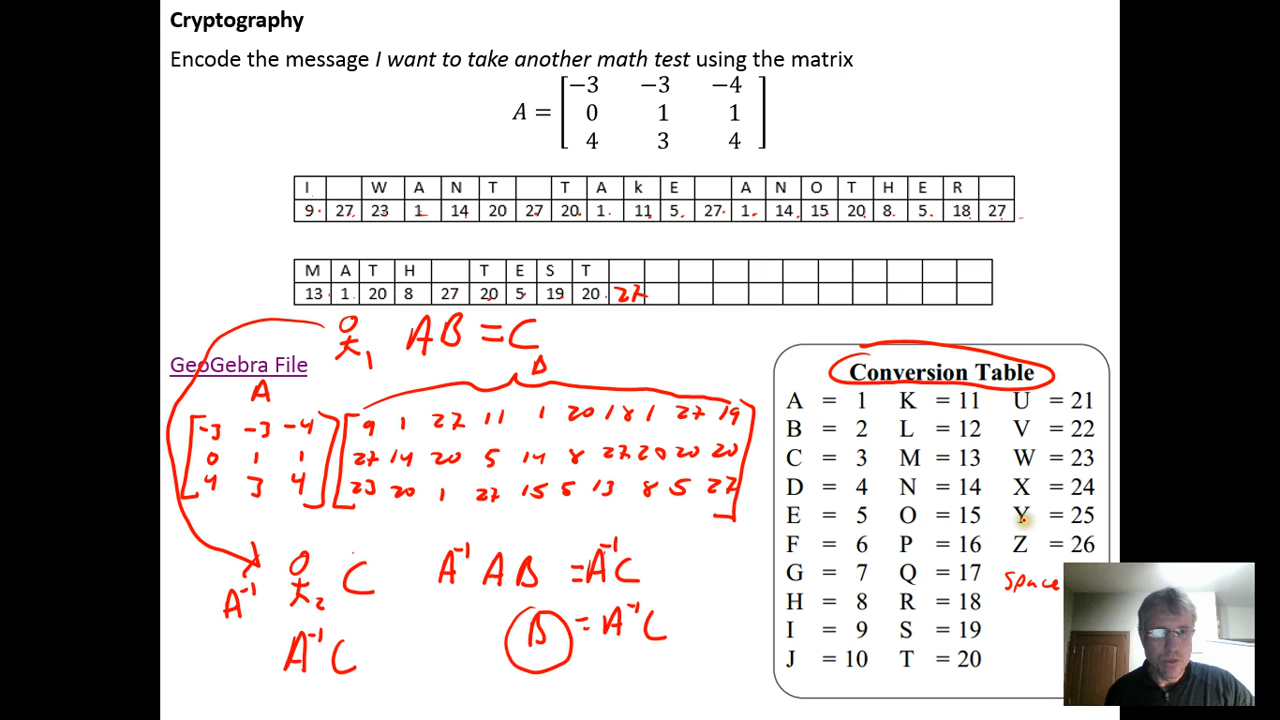 Cryptography
Encode the message I want to take another math test using the matrix
−3 −3 −4
A = 0 1 1
4 3 4
I W A N T T A k E A N O T H E R
9 27 23 1 14 20 27 20 1 11 5 27 1 14 15 20 8 5 18 27
M A T H T E S T
13 1 20 8 27 20 5 19 20 27
1 AB = C
GeoGebra File
A B
-3 -3 -4 9 1 27 11 1 20 18 1 27 19
0 1 1 27 14 20 5 14 8 27 20 20 20
4 3 4 23 20 1 27 15 5 13 8 5 27
A⁻¹ 2 C A⁻¹ A B = A⁻¹ C
A⁻¹ C B = A⁻¹ C
Conversion Table
A = 1 K = 11 U = 21
B = 2 L = 12 V = 22
C = 3 M = 13 W = 23
D = 4 N = 14 X = 24
E = 5 O = 15 Y = 25
F = 6 P = 16 Z = 26
G = 7 Q = 17 Space
H = 8 R = 18
I = 9 S = 19
J = 10 T = 20